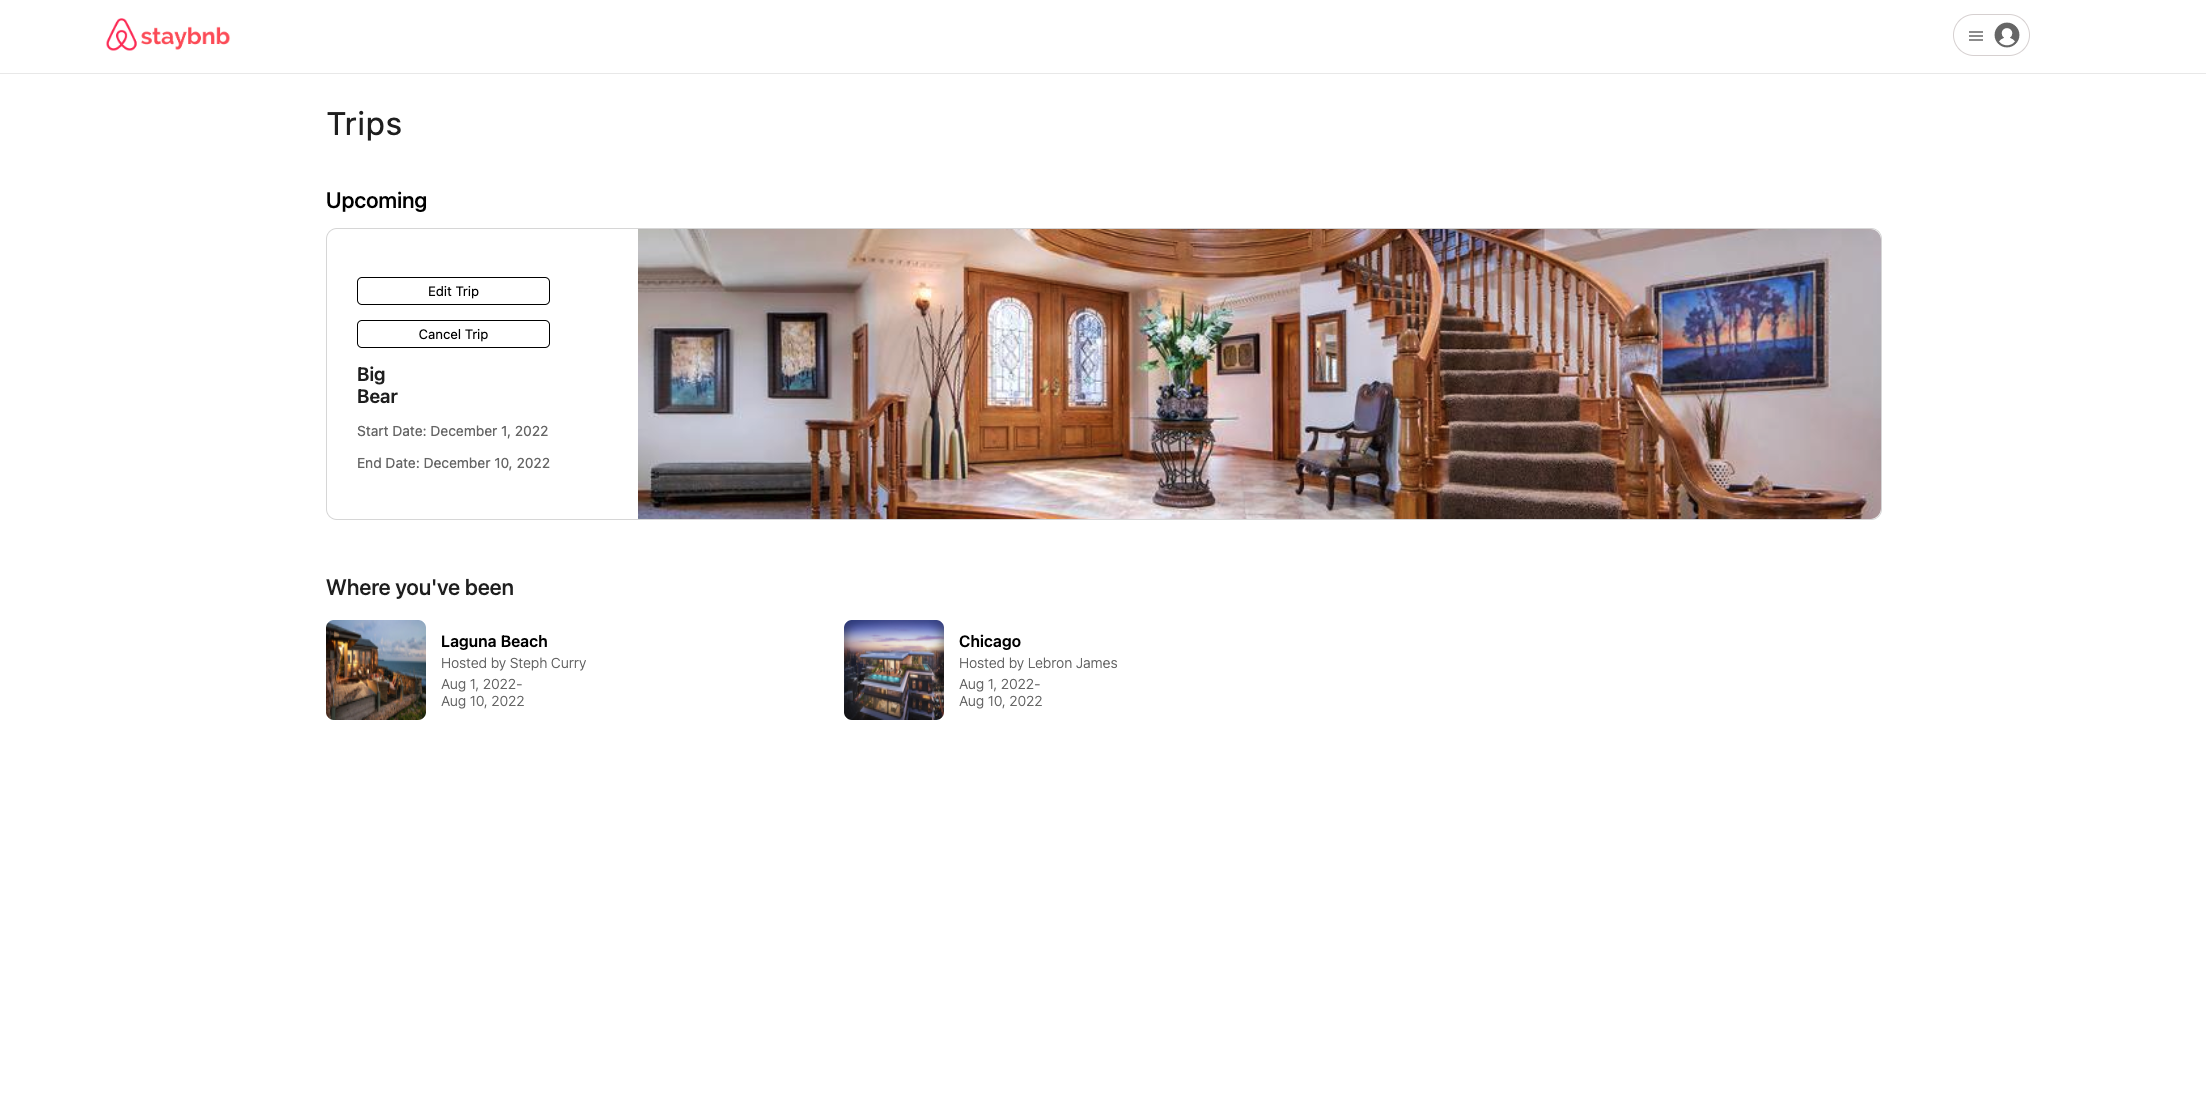 staybnb
Trips
Upcoming
Edit Trip
Cancel Trip
Big
Bear
Start Date: December 1, 2022
End Date: December 10, 2022
WELCOME
Where you've been
Laguna Beach
Hosted by Steph Curry
Aug 1, 2022-
Aug 10, 2022
Chicago
Hosted by Lebron James
Aug 1, 2022-
Aug 10, 2022